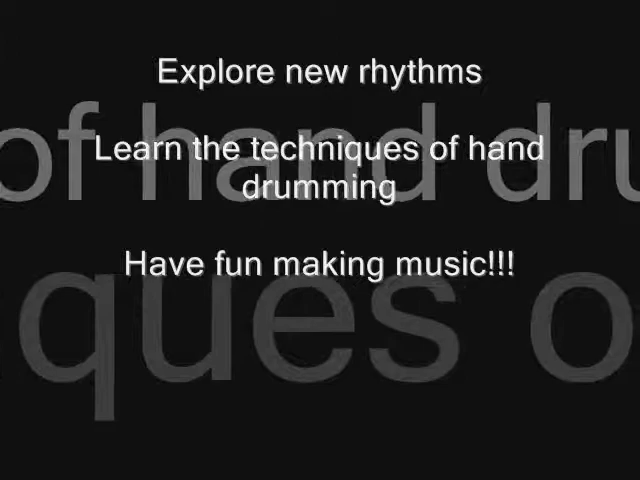 Explore new rhythms
Learn the techniques of hand
drumming
Have fun making music!!!
of hand dru
ques o